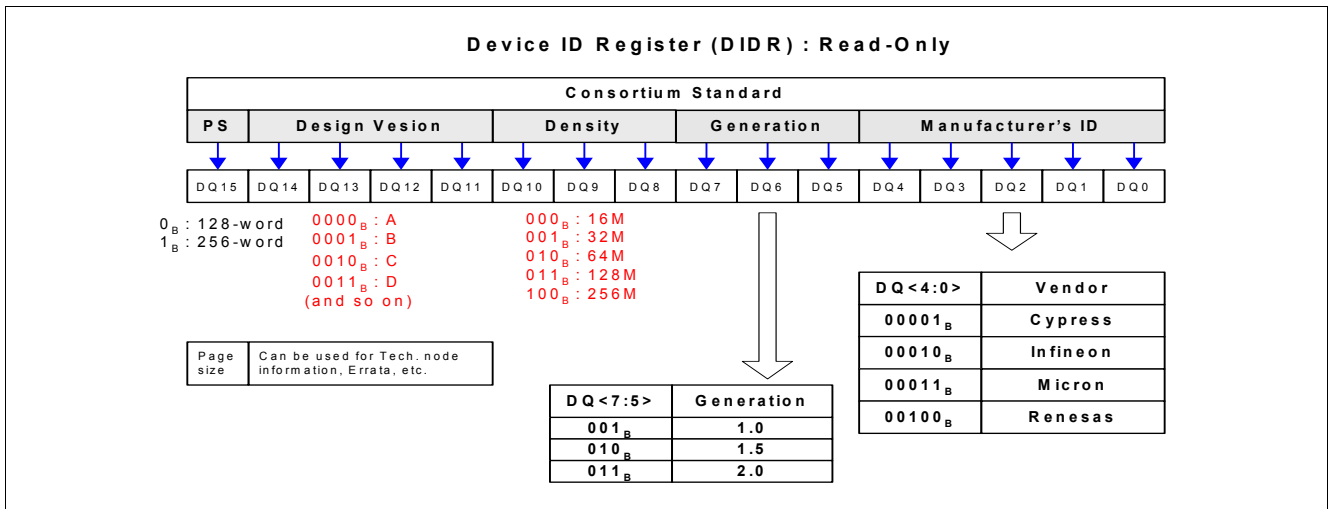 Device ID Register (DIDR) : Read-Only
Consortium Standard
PS Design Vesion Density Generation Manufacturer's ID
DQ15 DQ14 DQ13 DQ12 DQ11 DQ10 DQ9 DQ8 DQ7 DQ6 DQ5 DQ4 DQ3 DQ2 DQ1 DQ0
0B : 128-word
1B : 256-word
0000B : A
0001B : B
0010B : C
0011B : D
(and so on)
000B : 16M
001B : 32M
010B : 64M
011B : 128M
100B : 256M
Page size
Can be used for Tech. node
information, Errata, etc.
DQ<7:5> Generation
001B 1.0
010B 1.5
011B 2.0
DQ<4:0> Vendor
00001B Cypress
00010B Infineon
00011B Micron
00100B Renesas